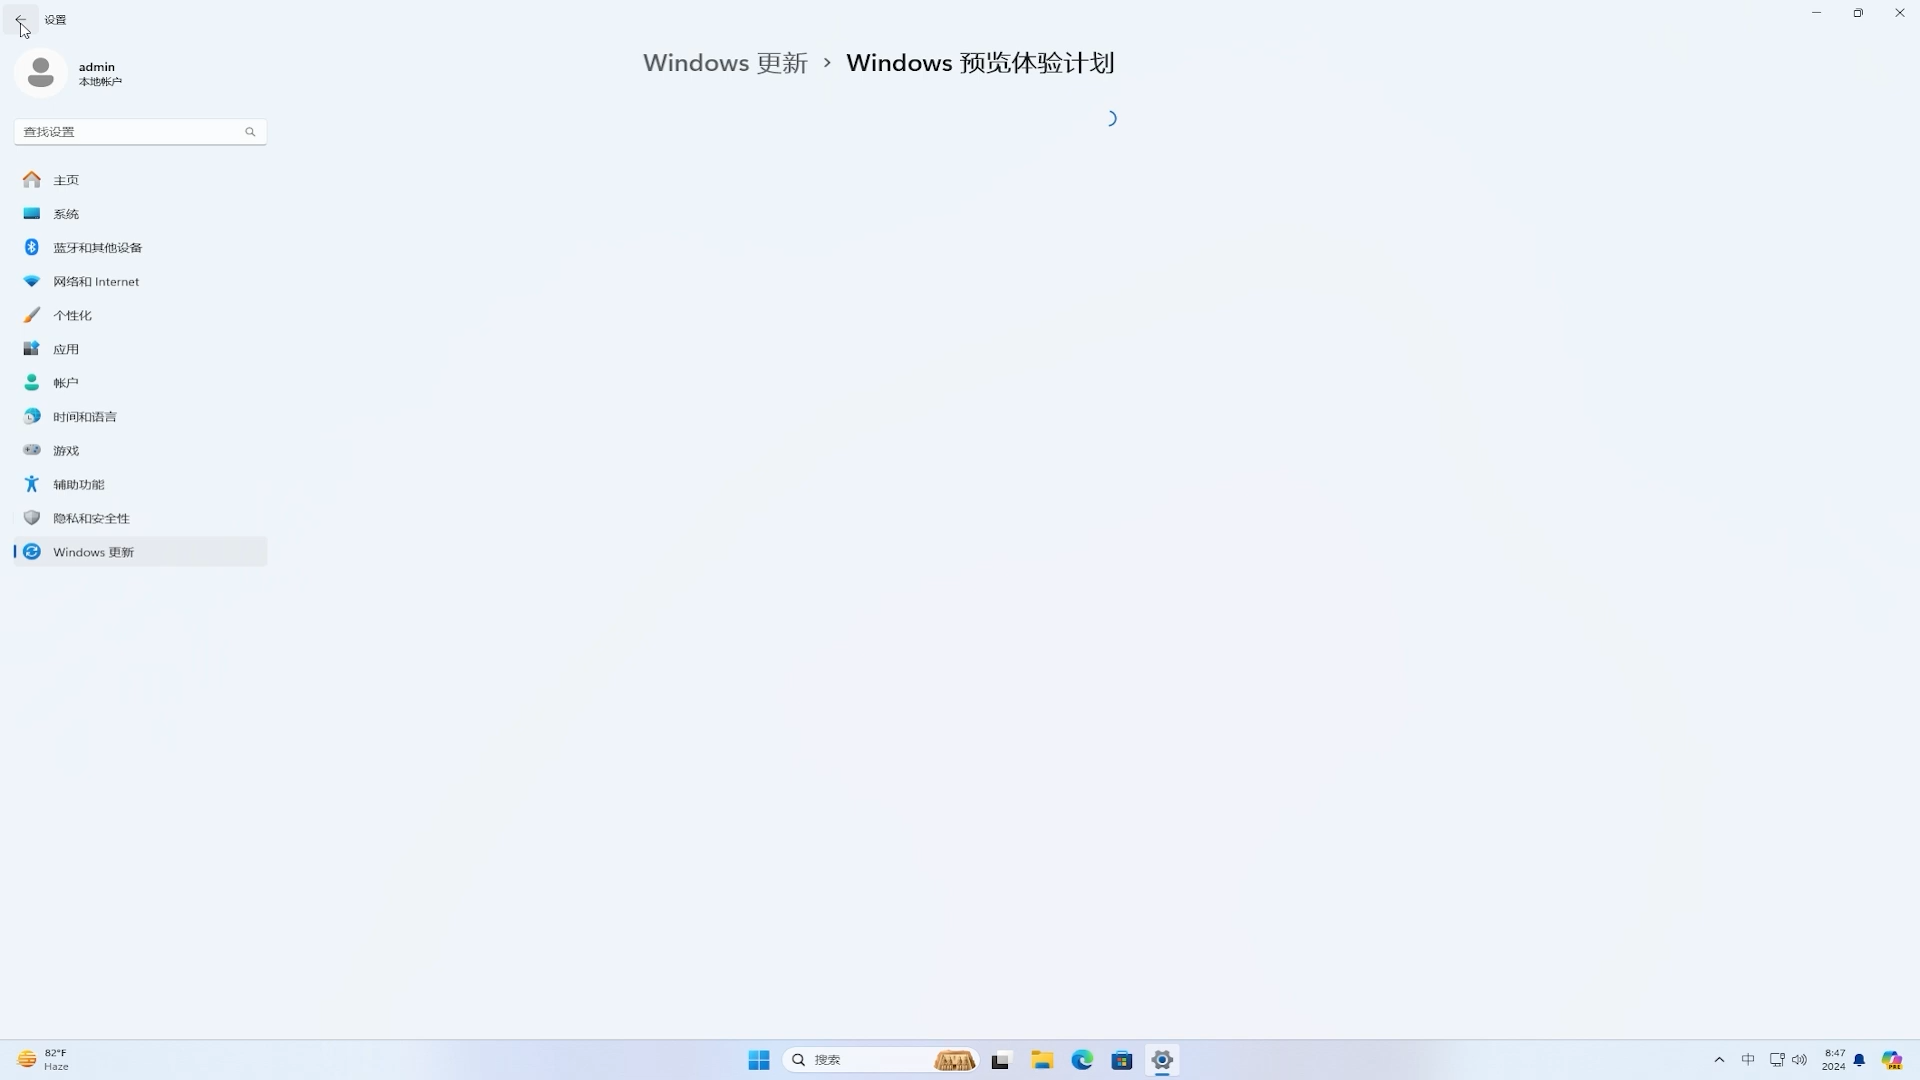 设置
admin
本地帐户
Windows 更新 › Windows 预览体验计划
查找设置
主页
系统
蓝牙和其他设备
网络和 Internet
个性化
应用
帐户
时间和语言
游戏
辅助功能
隐私和安全性
Windows 更新
82°F
Haze
搜索
中
8:47
2024
PRE